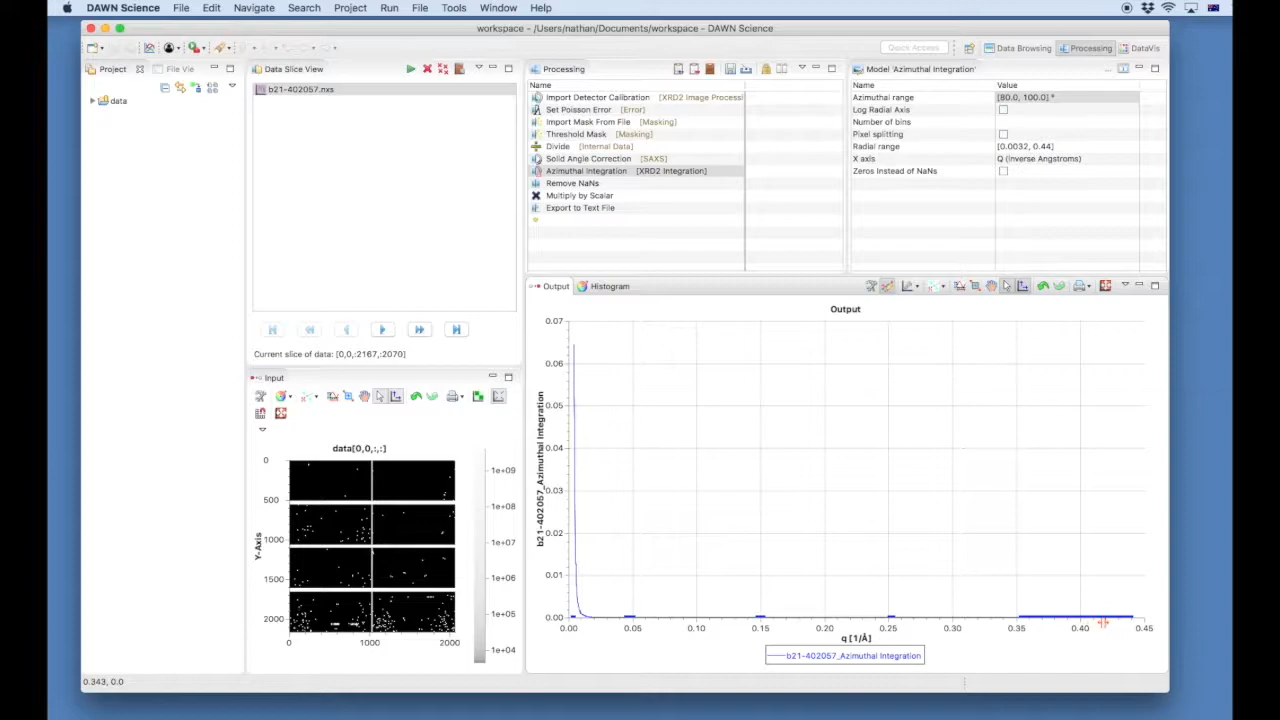 DAWN Science File Edit Navigate Search Project Run File Tools Window Help
workspace - /Users/nathan/Documents/workspace - DAWN Science
Quick Access Data Browsing Processing DataVis
Project File Vie
data
Data Slice View
b21-402057.nxs
Current slice of data: [0,0,:2167,:2070]
Processing
Name
Import Detector Calibration [XRD2 Image Processi
Set Poisson Error [Error]
Import Mask From File [Masking]
Threshold Mask [Masking]
Divide [Internal Data]
Solid Angle Correction [SAXS]
Azimuthal Integration [XRD2 Integration]
Remove NaNs
Multiply by Scalar
Export to Text File
Model 'Azimuthal Integration'
Name Value
Azimuthal range [80.0, 100.0] *
Log Radial Axis
Number of bins
Pixel splitting
Radial range [0.0032, 0.44]
X axis Q (Inverse Angstroms)
Zeros Instead of NaNs
Input
data[0,0,:,:]
Y-Axis
0
500
1000
1500
2000
0 1000 2000
1e+09
1e+08
1e+07
1e+06
1e+05
1e+04
Output Histogram
Output
b21-402057_Azimuthal Integration
0.07
0.06
0.05
0.04
0.03
0.02
0.01
0.00
0.00 0.05 0.10 0.15 0.20 0.25 0.30 0.35 0.40 0.45
q [1/Å]
b21-402057_Azimuthal Integration
0.343, 0.0